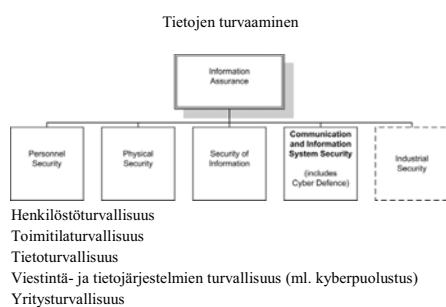 Tietojen turvaaminen
Information
Assurance
Personnel
Security
Physical
Security
Security of
Information
Communication
and Information
System Security
(includes
Cyber Defence)
Industrial
Security
Henkilöstöturvallisuus
Toimitilaturvallisuus
Tietoturvallisuus
Viestintä- ja tietojärjestelmien turvallisuus (ml. kyberpuolustus)
Yritysturvallisuus